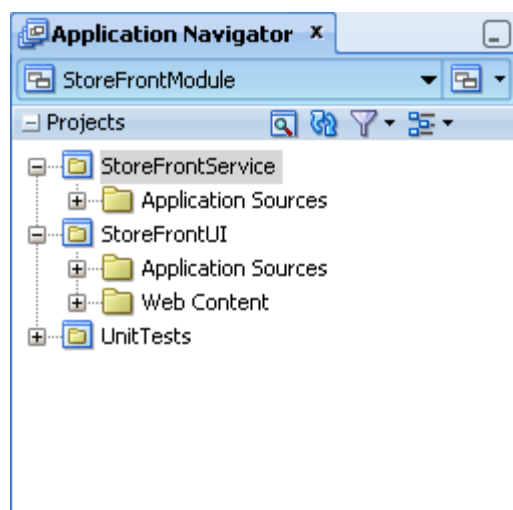 Application Navigator x
StoreFrontModule
Projects
StoreFrontService
Application Sources
StoreFrontUI
Application Sources
Web Content
UnitTests